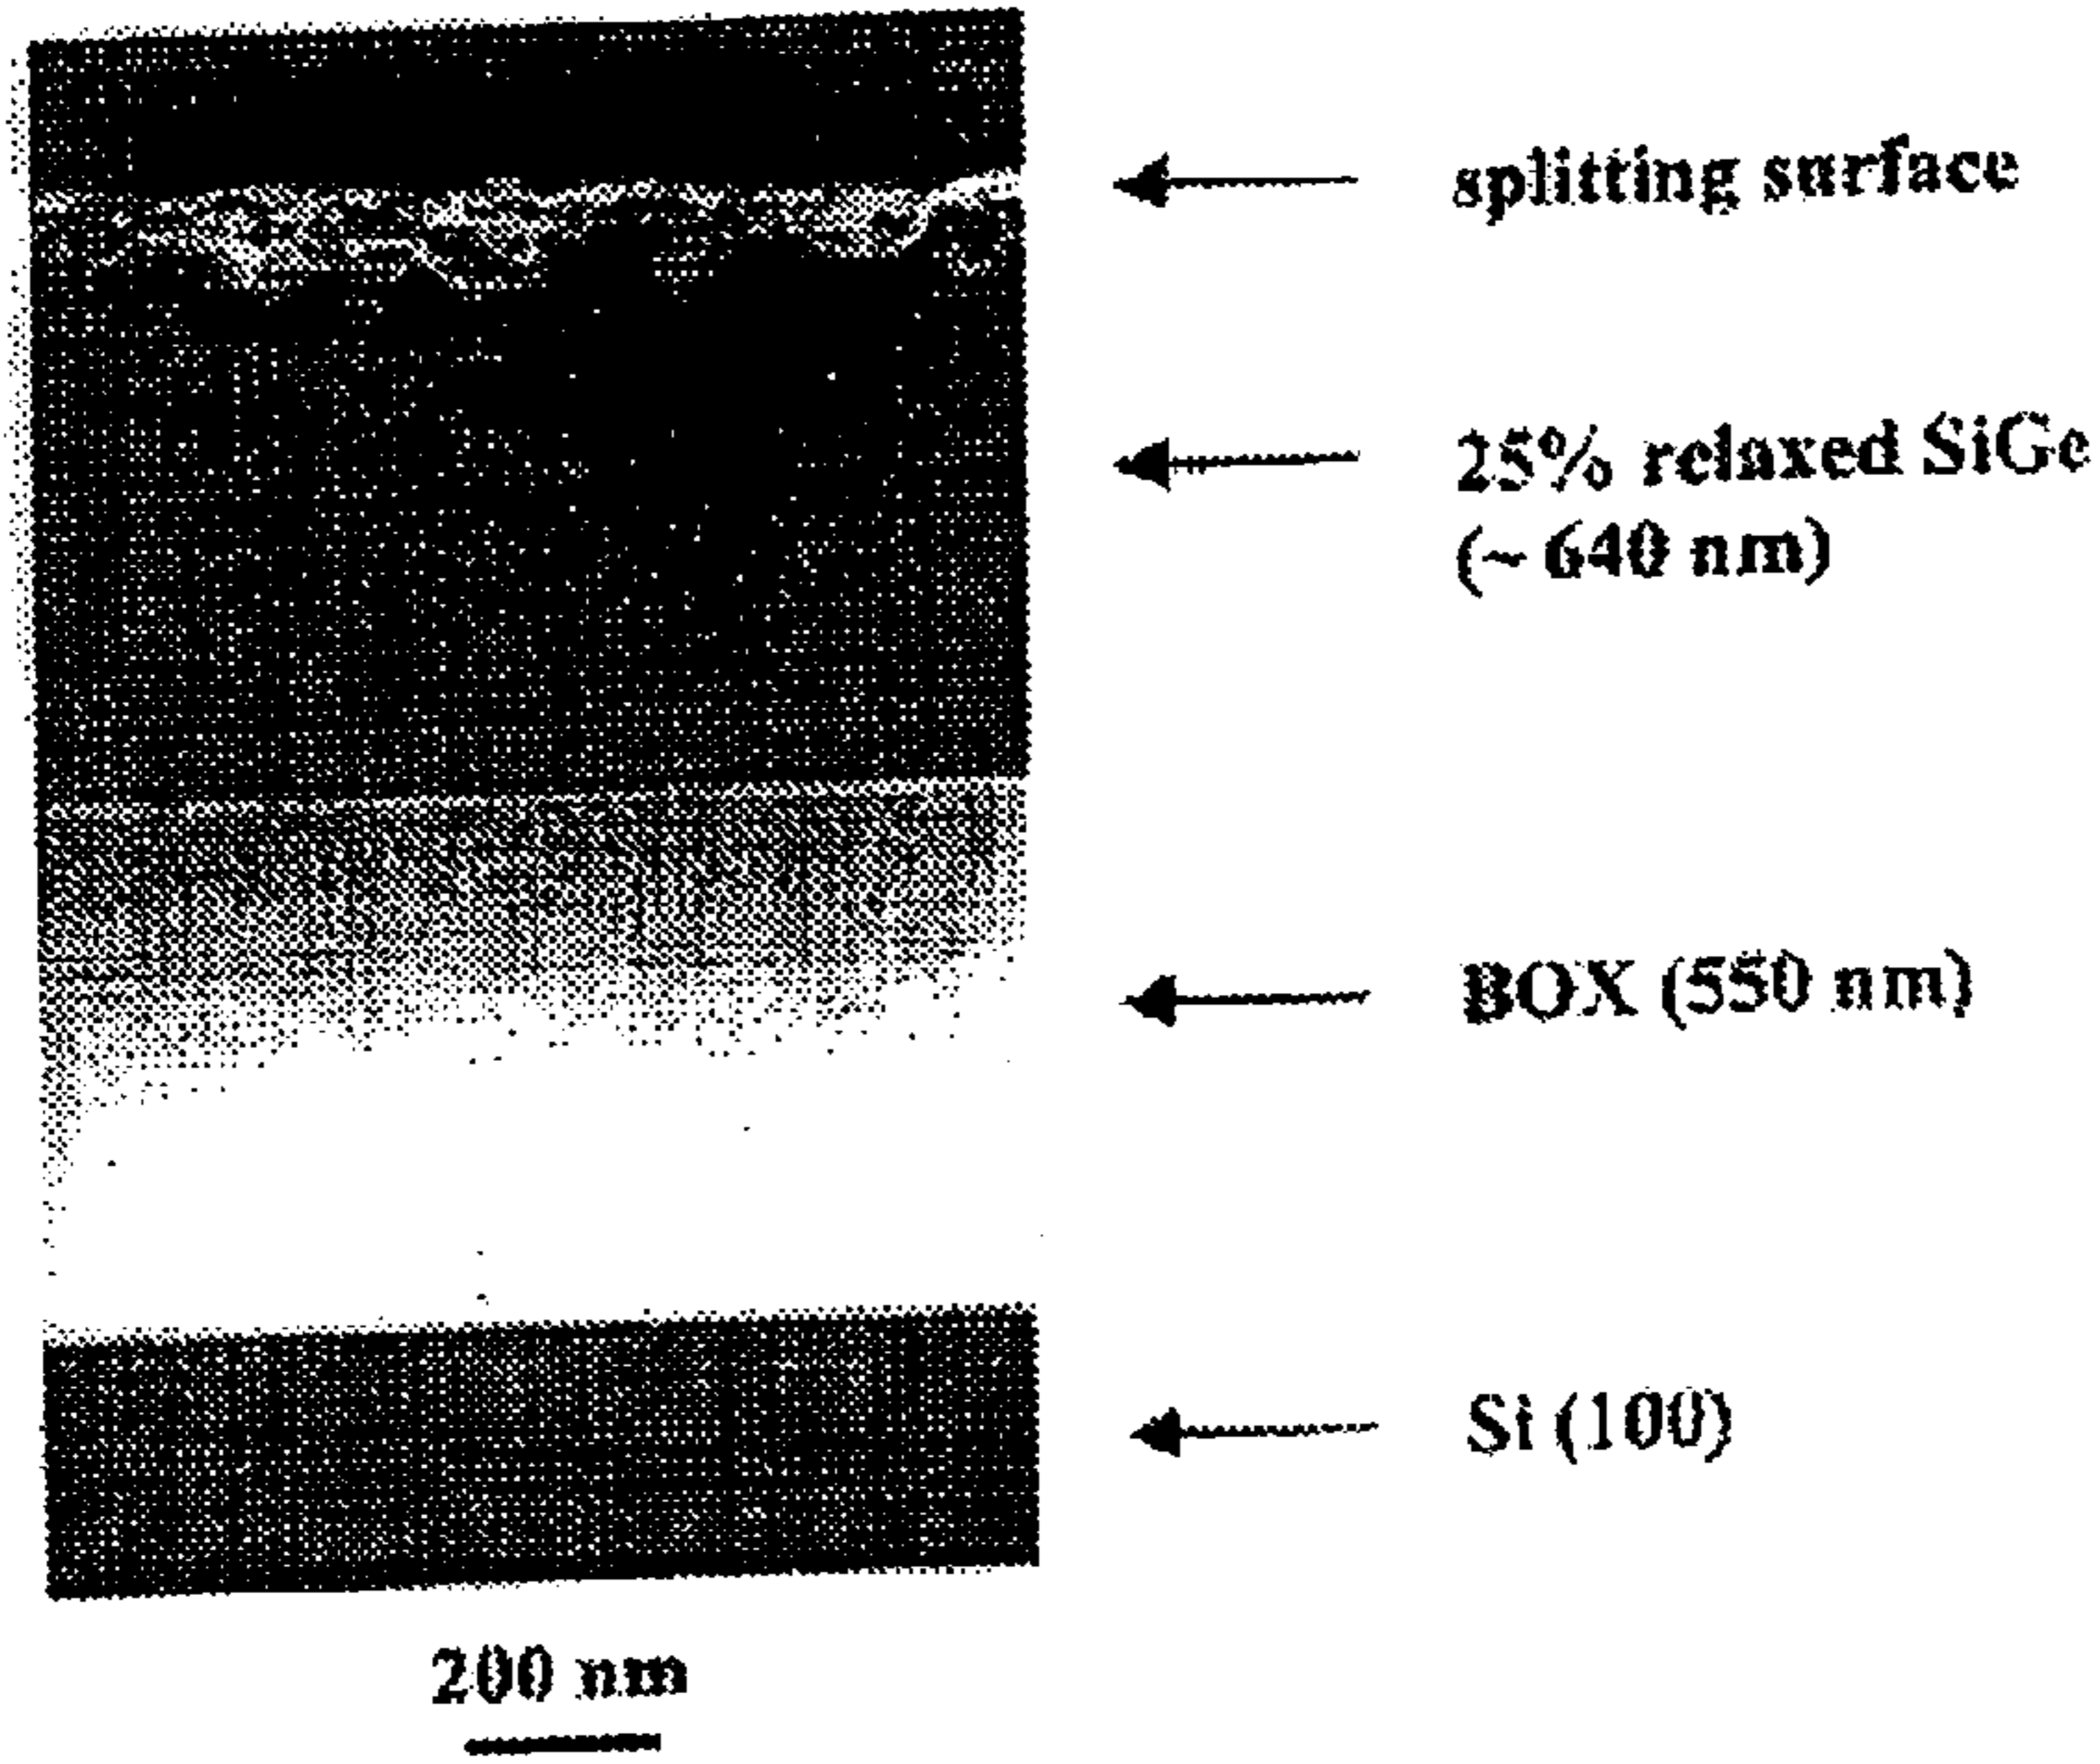 splitting surface
25% relaxed SiGe
(~ 640 nm)
BOX (550 nm)
Si (100)
200 nm